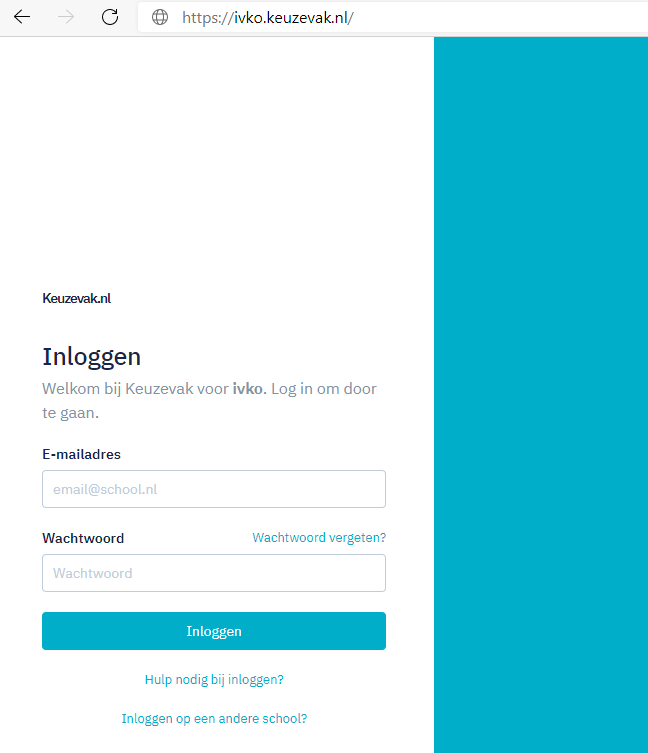 https://ivko.keuzevak.nl/
Keuzevak.nl
Inloggen
Welkom bij Keuzevak voor ivko. Log in om door
te gaan.
E-mailadres
email@school.nl
Wachtwoord Wachtwoord vergeten?
Wachtwoord
Inloggen
Hulp nodig bij inloggen?
Inloggen op een andere school?